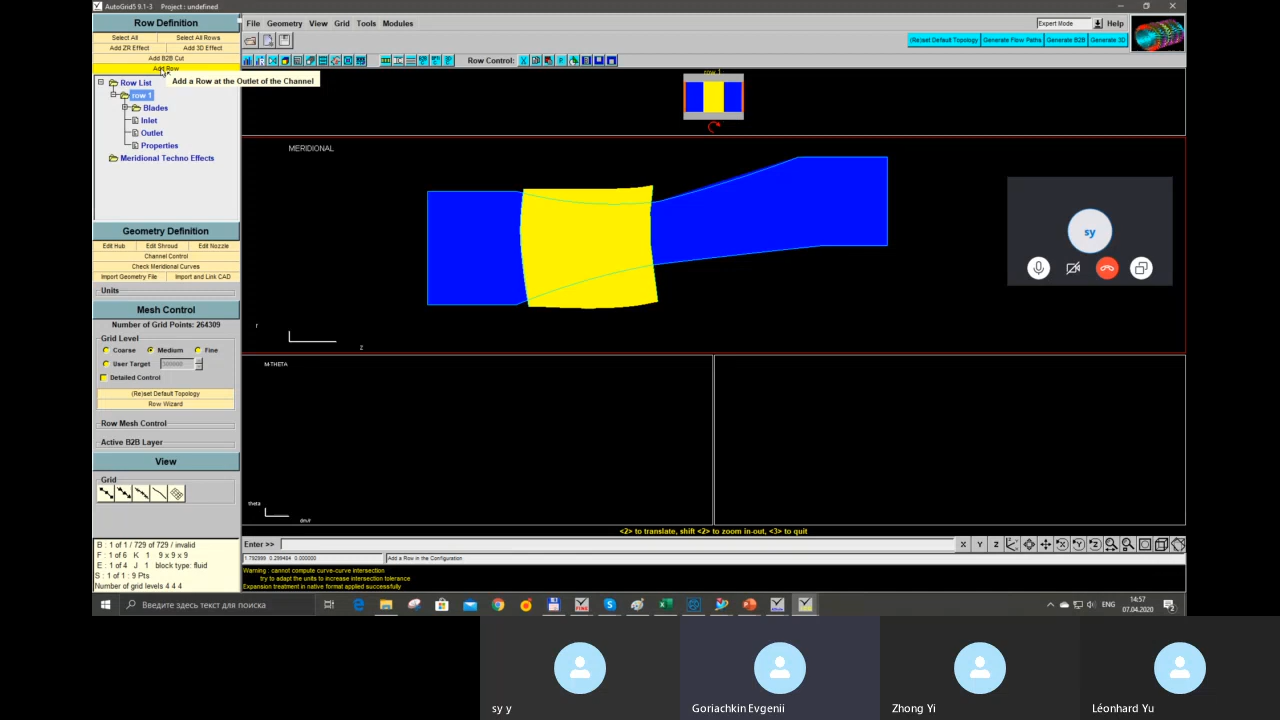 AutoGrid5 9.1-3 Project : undefined
Row Definition
Select All Select All Rows
Add ZR Effect Add 3D Effect
Add B2B Cut
Add Row
Add a Row at the Outlet of the Channel
Row List
row 1
Blades
Inlet
Outlet
Properties
Meridional Techno Effects
File Geometry View Grid Tools Modules
Expert Mode Help
(Re)set Default Topology Generate Flow Paths Generate B2B Generate 3D
Row Control:
row 1
MERIDIONAL
r
z
sy
Geometry Definition
Edit Hub Edit Shroud Edit Nozzle
Channel Control
Check Meridional Curves
Import Geometry File Import and Link CAD
Units
Mesh Control
Number of Grid Points: 264309
Grid Level
Coarse Medium Fine
User Target
Detailed Control
(Re)set Default Topology
Row Wizard
Row Mesh Control
Active B2B Layer
View
Grid
M-THETA
theta
dm/r
<2> to translate, shift <2> to zoom in-out, <3> to quit
B : 1 of 1 / 729 of 729 / invalid
F : 1 of 6 K 1 9 x 9 x 9
E : 1 of 4 J 1 block type: fluid
S : 1 of 1 : 9 Pts
Number of grid levels 4 4 4
Enter >>
X Y Z
1.792999 0.299484 0.000000 Add a Row in the Configuration
Warning : cannot compute curve-curve intersection
try to adapt the units to increase intersection tolerance
Expansion treatment in native format applied successfully
Введите здесь текст для поиска
ENG
14:57
07.04.2020
sy y
Goriachkin Evgenii
Zhong Yi
Léonhard Yu